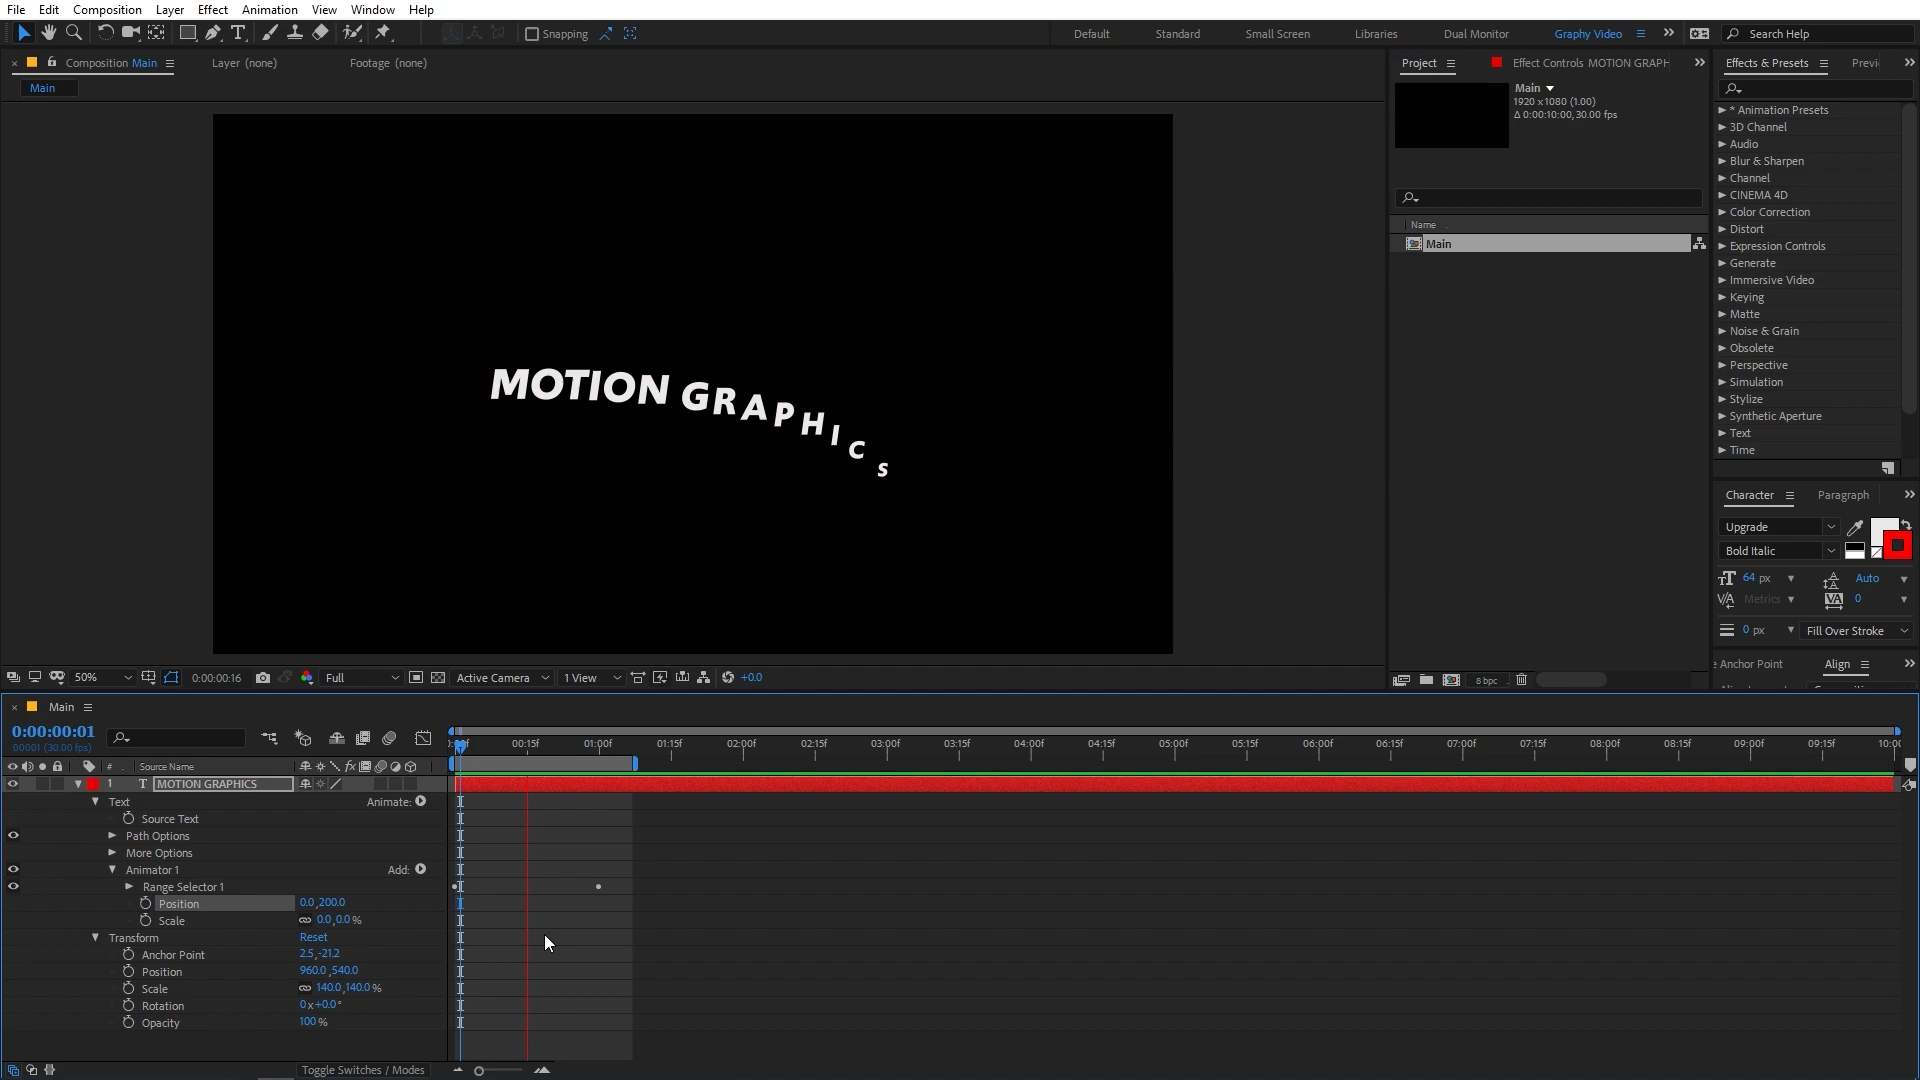 File Edit Composition Layer Effect Animation View Window Help
Snapping Default Standard Small Screen Libraries Dual Monitor Graphy Video Search Help
Composition Main Layer (none) Footage (none)
Main
MOTION GRAPHICS
50% 0:00:00:16 Full Active Camera 1 View +0.0
Project Effect Controls MOTION GRAPH
Main
1920 x 1080 (1.00)
Δ 0:00:10:00, 30.00 fps
Name
Main
8 bpc
Effects & Presets Previ
* Animation Presets
3D Channel
Audio
Blur & Sharpen
Channel
CINEMA 4D
Color Correction
Distort
Expression Controls
Generate
Immersive Video
Keying
Matte
Noise & Grain
Obsolete
Perspective
Simulation
Stylize
Synthetic Aperture
Text
Time
Character Paragraph
Upgrade
Bold Italic
64 px Auto
Metrics 0
0 px Fill Over Stroke
e Anchor Point Align
Main
0:00:00:01
00001 (30.00 fps)
00:15f 01:00f 01:15f 02:00f 02:15f 03:00f 03:15f 04:00f 04:15f 05:00f 05:15f 06:00f 06:15f 07:00f 07:15f 08:00f 08:15f 09:00f 09:15f 10:00
# Source Name
1 T MOTION GRAPHICS
Text Animate:
Source Text
Path Options
More Options
Animator 1 Add:
Range Selector 1
Position 0.0,200.0
Scale 0.0,0.0%
Transform Reset
Anchor Point 2.5,-21.2
Position 960.0,540.0
Scale 140.0,140.0%
Rotation 0x+0.0°
Opacity 100%
Toggle Switches / Modes